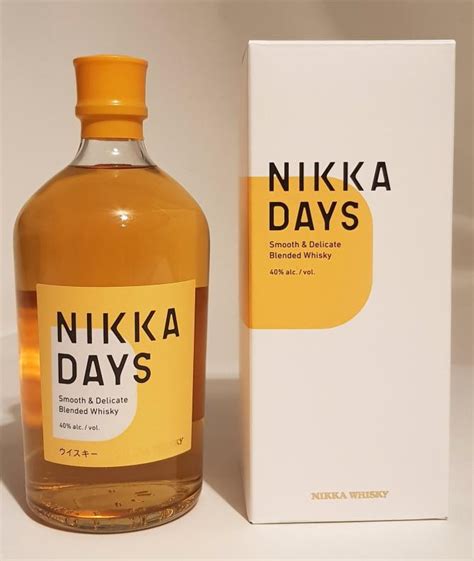 NIKKA
DAYS
Smooth & Delicate
Blended Whisky
40% alc. / vol.
ウイスキー
WHISKY
NIKKA
DAYS
Smooth & Delicate
Blended Whisky
40% alc. / vol.
NIKKA WHISKY